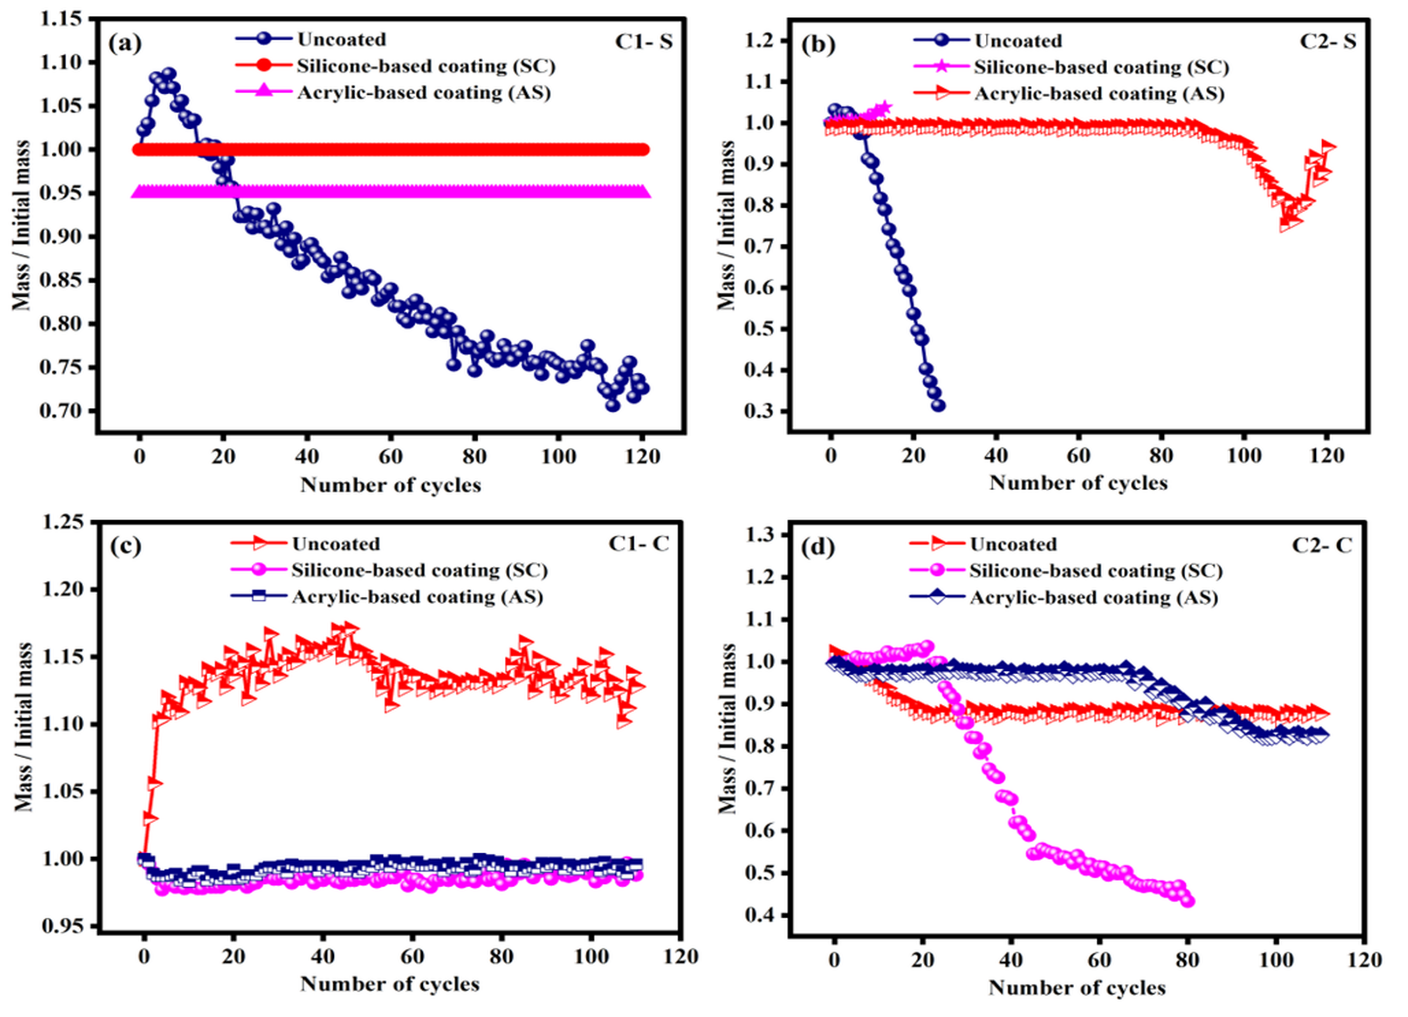 (a)
C1- S
Uncoated
Silicone-based coating (SC)
Acrylic-based coating (AS)
Mass / Initial mass
1.15
1.10
1.05
1.00
0.95
0.90
0.85
0.80
0.75
0.70
0 20 40 60 80 100 120
Number of cycles
(b)
C2- S
Uncoated
Silicone-based coating (SC)
Acrylic-based coating (AS)
Mass / Initial mass
1.2
1.1
1.0
0.9
0.8
0.7
0.6
0.5
0.4
0.3
0 20 40 60 80 100 120
Number of cycles
(c)
C1- C
Uncoated
Silicone-based coating (SC)
Acrylic-based coating (AS)
Mass / Initial mass
1.25
1.20
1.15
1.10
1.05
1.00
0.95
0 20 40 60 80 100 120
Number of cycles
(d)
C2- C
Uncoated
Silicone-based coating (SC)
Acrylic-based coating (AS)
Mass / Initial mass
1.3
1.2
1.1
1.0
0.9
0.8
0.7
0.6
0.5
0.4
0 20 40 60 80 100 120
Number of cycles